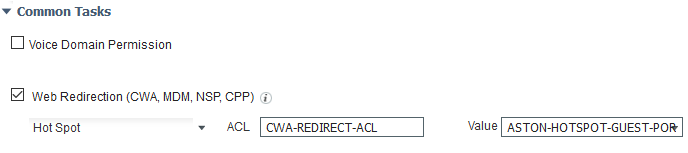 Common Tasks
Voice Domain Permission
Web Redirection (CWA, MDM, NSP, CPP) i
Hot Spot ACL CWA-REDIRECT-ACL Value ASTON-HOTSPOT-GUEST-POR